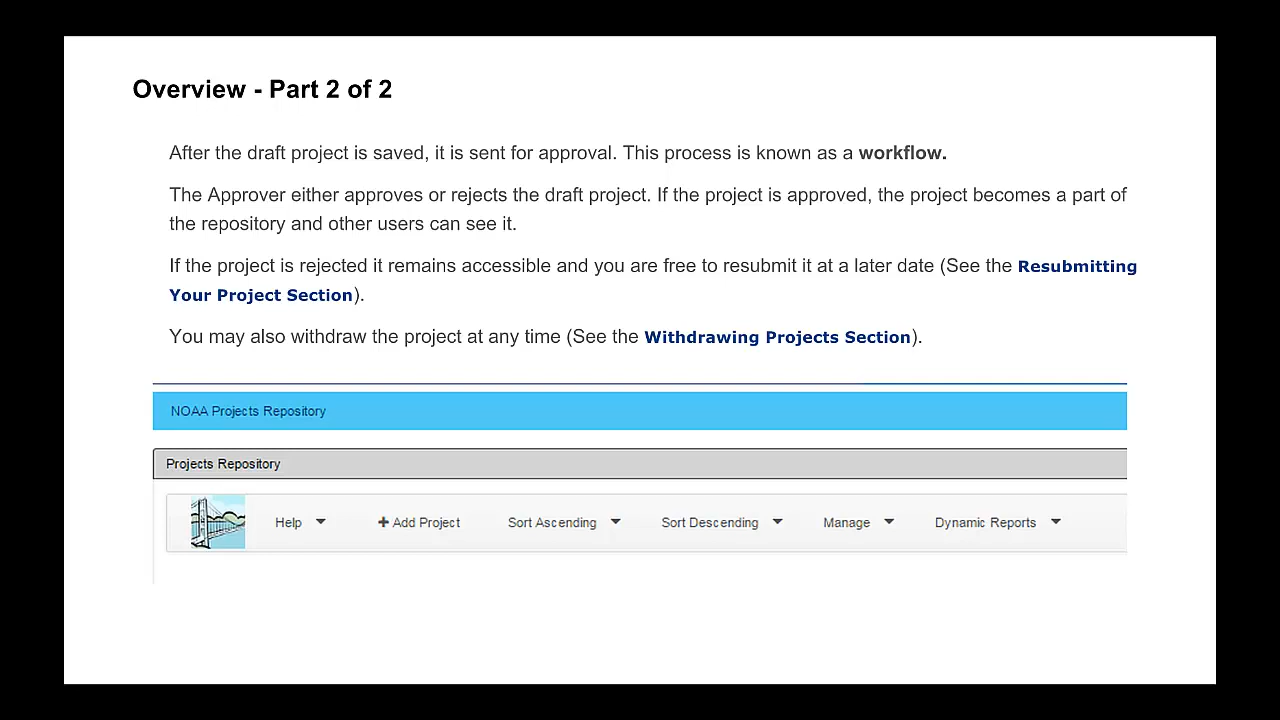 Overview - Part 2 of 2
After the draft project is saved, it is sent for approval. This process is known as a workflow.
The Approver either approves or rejects the draft project. If the project is approved, the project becomes a part of
the repository and other users can see it.
If the project is rejected it remains accessible and you are free to resubmit it at a later date (See the Resubmitting
Your Project Section).
You may also withdraw the project at any time (See the Withdrawing Projects Section).
NOAA Projects Repository
Projects Repository
Help Add Project Sort Ascending Sort Descending Manage Dynamic Reports